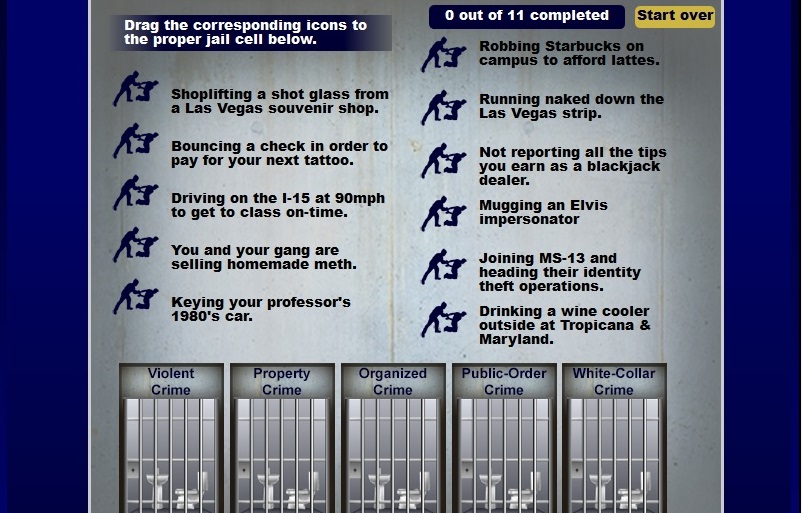 Drag the corresponding icons to
the proper jail cell below.
0 out of 11 completed
Start over
Shoplifting a shot glass from
a Las Vegas souvenir shop.
Bouncing a check in order to
pay for your next tattoo.
Driving on the I-15 at 90mph
to get to class on-time.
You and your gang are
selling homemade meth.
Keying your professor's
1980's car.
Robbing Starbucks on
campus to afford lattes.
Running naked down the
Las Vegas strip.
Not reporting all the tips
you earn as a blackjack
dealer.
Mugging an Elvis
impersonator
Joining MS-13 and
heading their identity
theft operations.
Drinking a wine cooler
outside at Tropicana &
Maryland.
Violent
Crime
Property
Crime
Organized
Crime
Public-Order
Crime
White-Collar
Crime